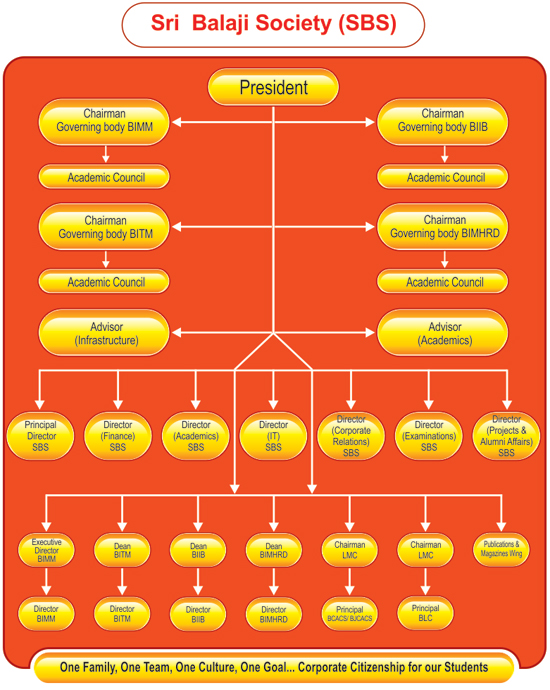 Sri Balaji Society (SBS)
President
Chairman
Governing body BIMM
Chairman
Governing body BIIB
Academic Council
Academic Council
Chairman
Governing body BITM
Chairman
Governing body BIMHRD
Academic Council
Academic Council
Advisor
(Infrastructure)
Advisor
(Academics)
Principal
Director
SBS
Director
(Finance)
SBS
Director
(Academics)
SBS
Director
(IT)
SBS
Director
(Corporate
Relations)
SBS
Director
(Examinations)
SBS
Director
(Projects &
Alumni Affairs)
SBS
Executive
Director
BIMM
Dean
BITM
Dean
BIIB
Dean
BIMHRD
Chairman
LMC
Chairman
LMC
Publications &
Magazines Wing
Director
BIMM
Director
BITM
Director
BIIB
Director
BIMHRD
Principal
BCACS/ BJCACS
Principal
BLC
One Family, One Team, One Culture, One Goal... Corporate Citizenship for our Students